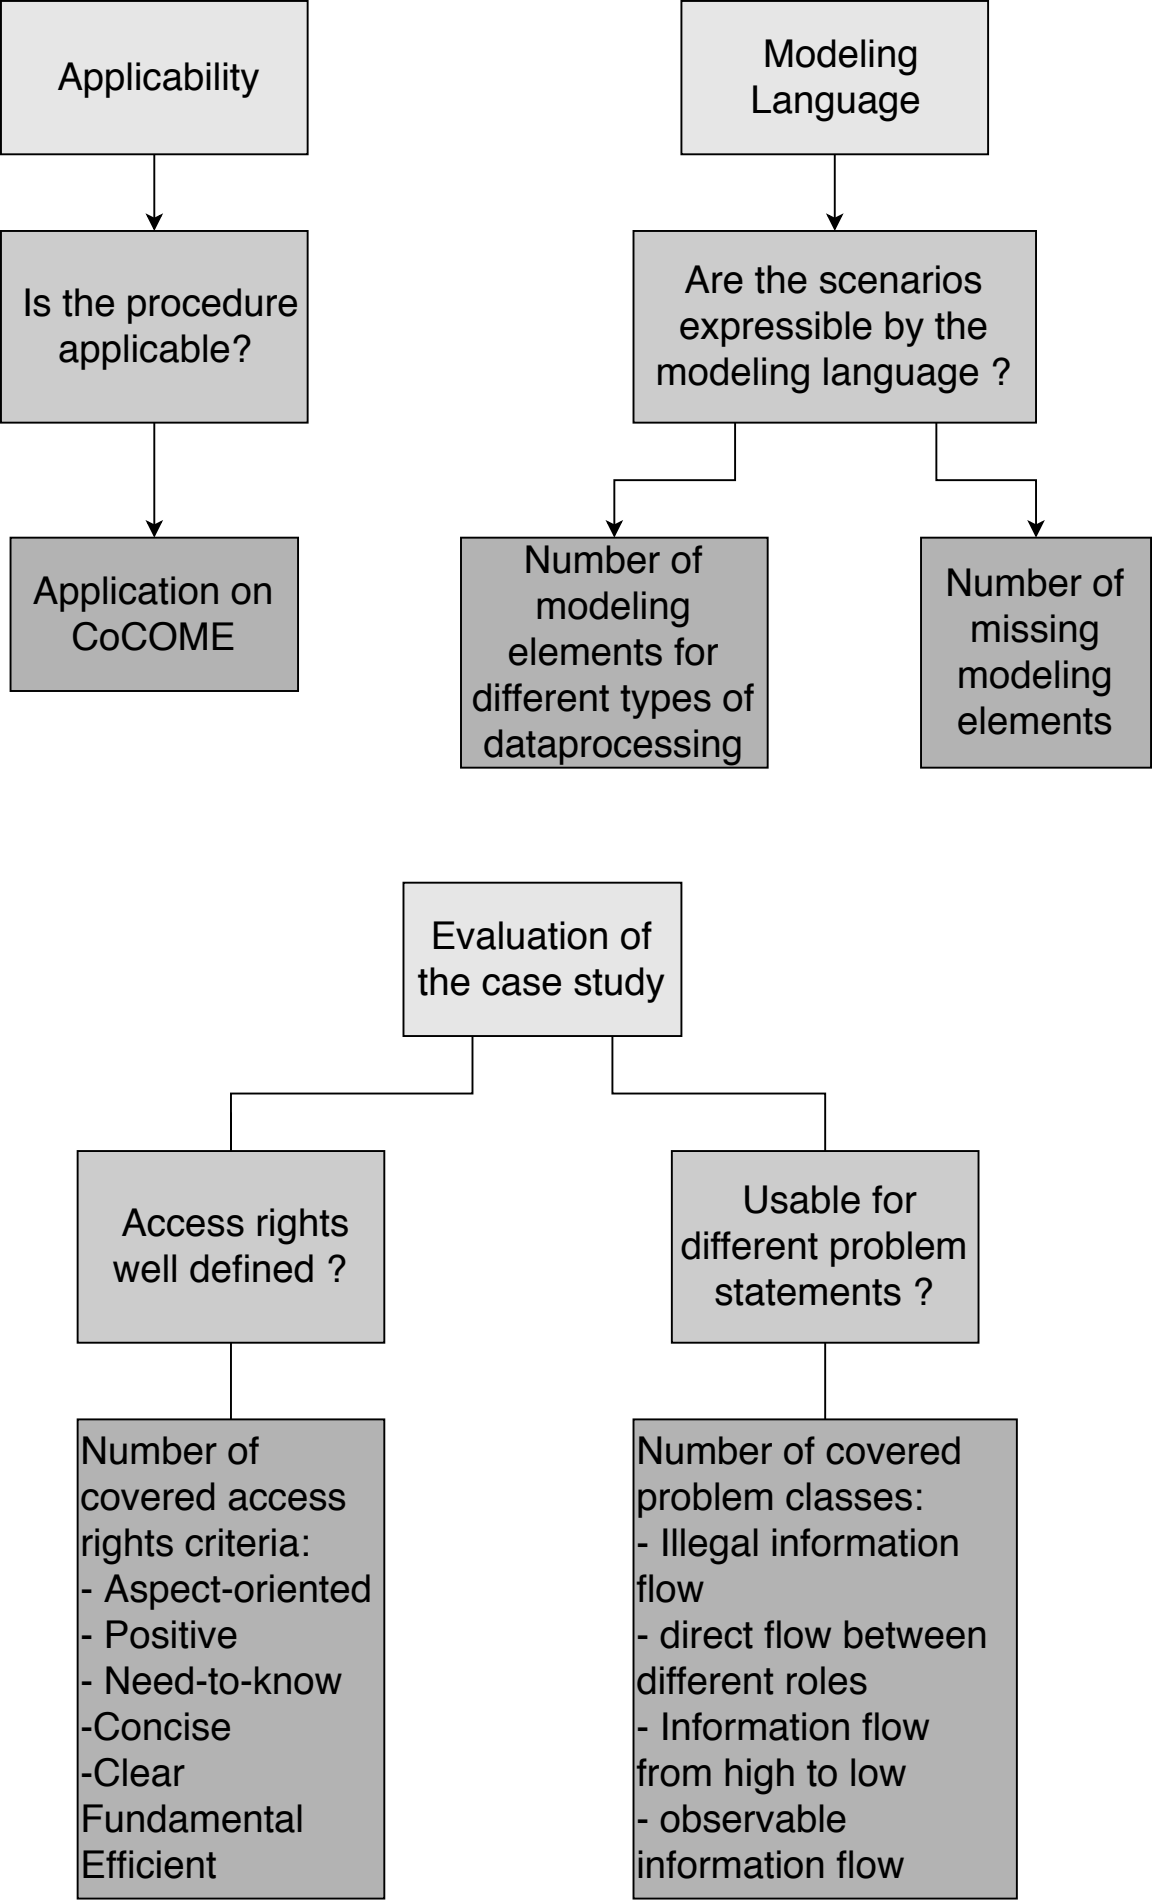 Applicability
Modeling
Language
Is the procedure
applicable?
Are the scenarios
expressible by the
modeling language ?
Application on
CoCOME
Number of
modeling
elements for
different types of
dataprocessing
Number of
missing
modeling
elements
Evaluation of
the case study
Access rights
well defined ?
Usable for
different problem
statements ?
Number of
covered access
rights criteria:
- Aspect-oriented
- Positive
- Need-to-know
-Concise
-Clear
Fundamental
Efficient
Number of covered
problem classes:
- Illegal information
flow
- direct flow between
different roles
- Information flow
from high to low
- observable
information flow